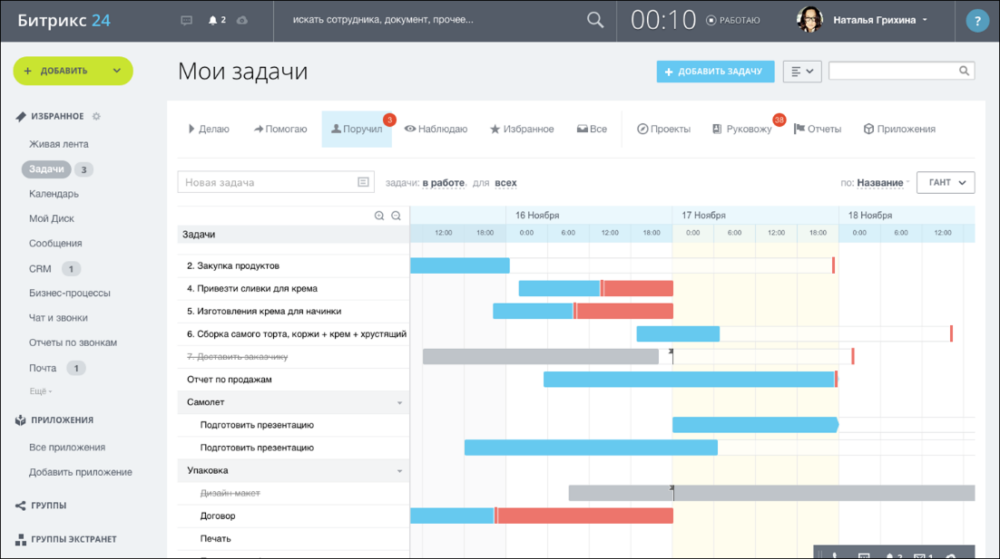 Битрикс 24
2
искать сотрудника, документ, прочее...
00:10
РАБОТАЮ
Наталья Грихина
?
+ ДОБАВИТЬ
Мои задачи
+ ДОБАВИТЬ ЗАДАЧУ
ИЗБРАННОЕ
Живая лента
Задачи 3
Календарь
Мой Диск
Сообщения
CRM 1
Бизнес-процессы
Чат и звонки
Отчеты по звонкам
Почта 1
Ещё
ПРИЛОЖЕНИЯ
Все приложения
Добавить приложение
ГРУППЫ
ГРУППЫ ЭКСТРАНЕТ
Делаю Помогаю Поручил 3 Наблюдаю Избранное Все Проекты Руковожу 38 Отчеты Приложения
Новая задача
задачи: в работе, для всех
по: Название
ГАНТ
16 Ноября 17 Ноября 18 Ноября
Задачи
12:00 18:00 0:00 6:00 12:00 18:00 0:00 6:00 12:00 18:00 0:00 6:00 12:00
2. Закупка продуктов
4. Привезти сливки для крема
5. Изготовления крема для начинки
6. Сборка самого торта, коржи + крем + хрустящий
7. Доставить заказчику
Отчет по продажам
Самолет
Подготовить презентацию
Подготовить презентацию
Упаковка
Дизайн макет
Договор
Печать